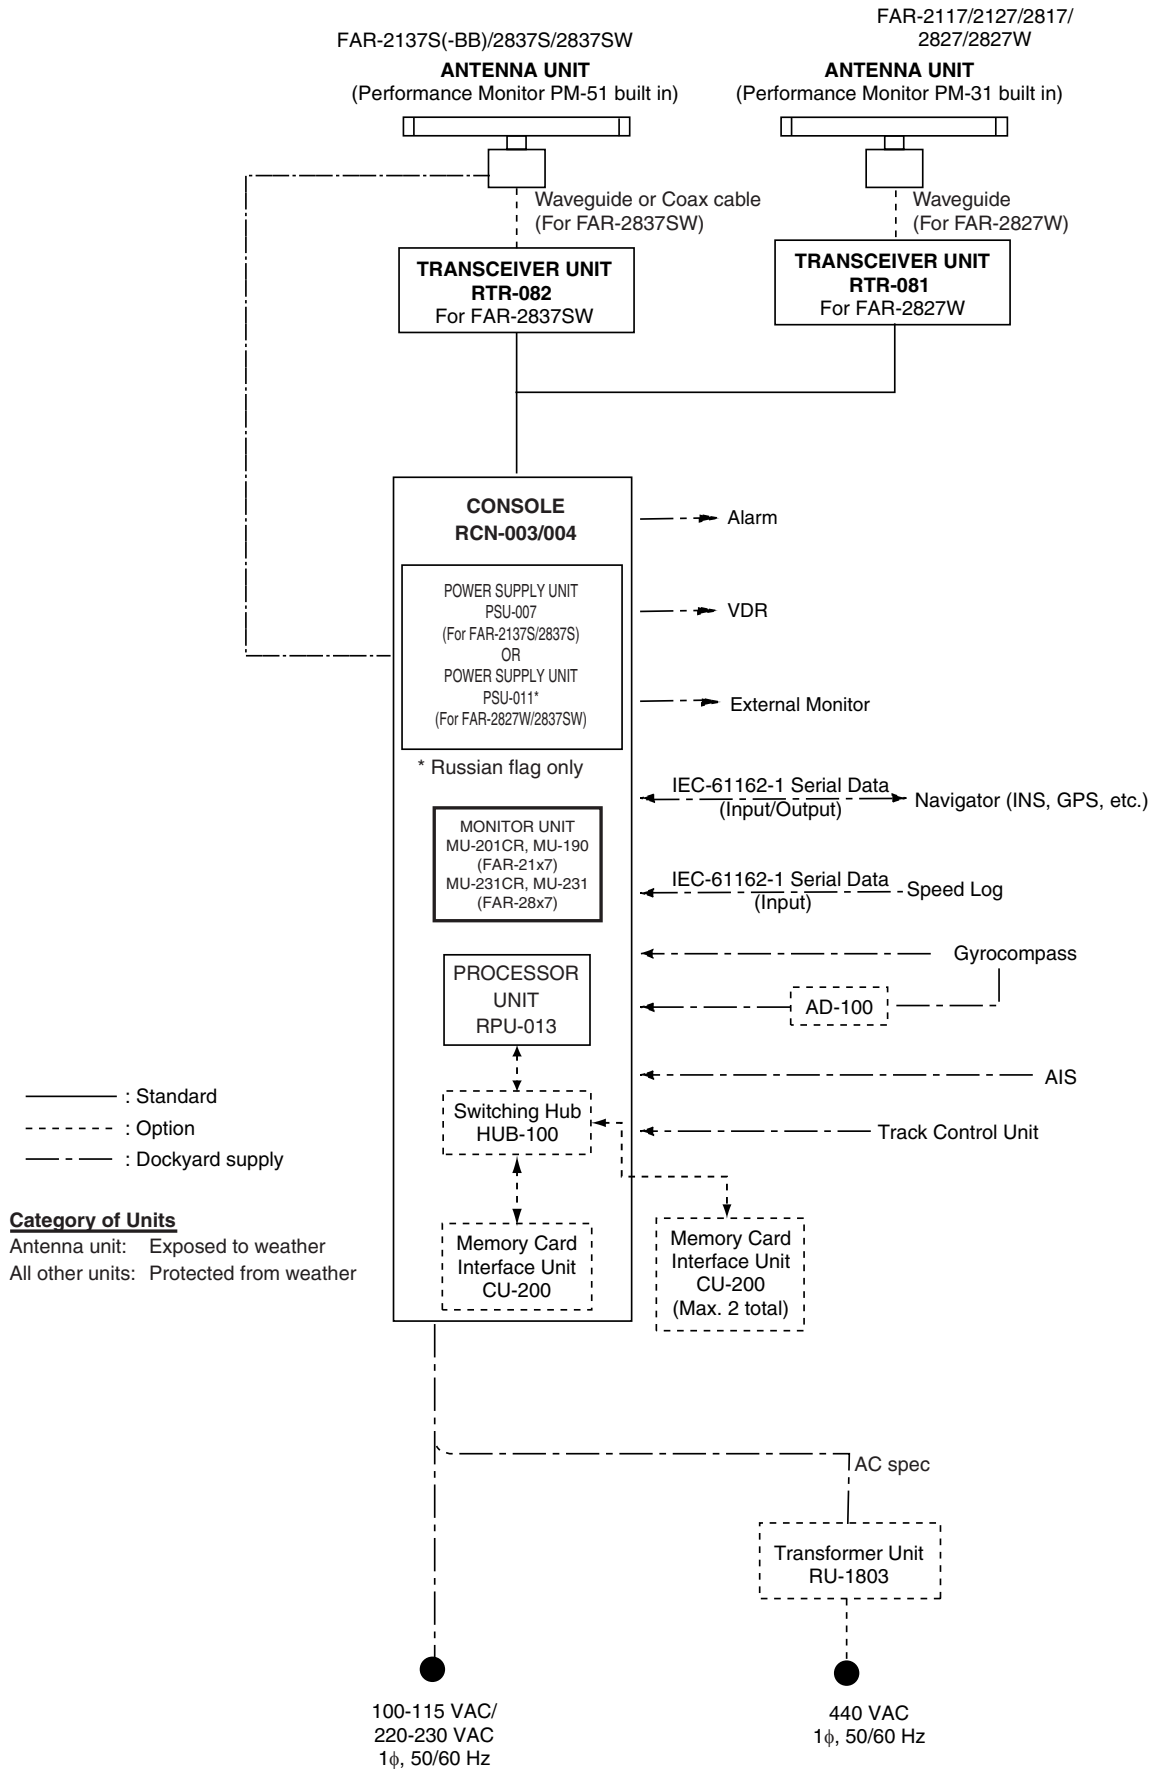 FAR-2137S(-BB)/2837S/2837SW
ANTENNA UNIT
(Performance Monitor PM-51 built in)
FAR-2117/2127/2817/
2827/2827W
ANTENNA UNIT
(Performance Monitor PM-31 built in)
Waveguide or Coax cable
(For FAR-2837SW)
Waveguide
(For FAR-2827W)
TRANSCEIVER UNIT
RTR-082
For FAR-2837SW
TRANSCEIVER UNIT
RTR-081
For FAR-2827W
CONSOLE
RCN-003/004
POWER SUPPLY UNIT
PSU-007
(For FAR-2137S/2837S)
OR
POWER SUPPLY UNIT
PSU-011*
(For FAR-2827W/2837SW)
* Russian flag only
MONITOR UNIT
MU-201CR, MU-190
(FAR-21x7)
MU-231CR, MU-231
(FAR-28x7)
PROCESSOR
UNIT
RPU-013
Switching Hub
HUB-100
Memory Card
Interface Unit
CU-200
Memory Card
Interface Unit
CU-200
(Max. 2 total)
Alarm
VDR
External Monitor
IEC-61162-1 Serial Data
(Input/Output)
Navigator (INS, GPS, etc.)
IEC-61162-1 Serial Data
(Input)
Speed Log
Gyrocompass
AD-100
AIS
Track Control Unit
: Standard
: Option
: Dockyard supply
Category of Units
Antenna unit: Exposed to weather
All other units: Protected from weather
AC spec
Transformer Unit
RU-1803
100-115 VAC/
220-230 VAC
1ϕ, 50/60 Hz
440 VAC
1ϕ, 50/60 Hz